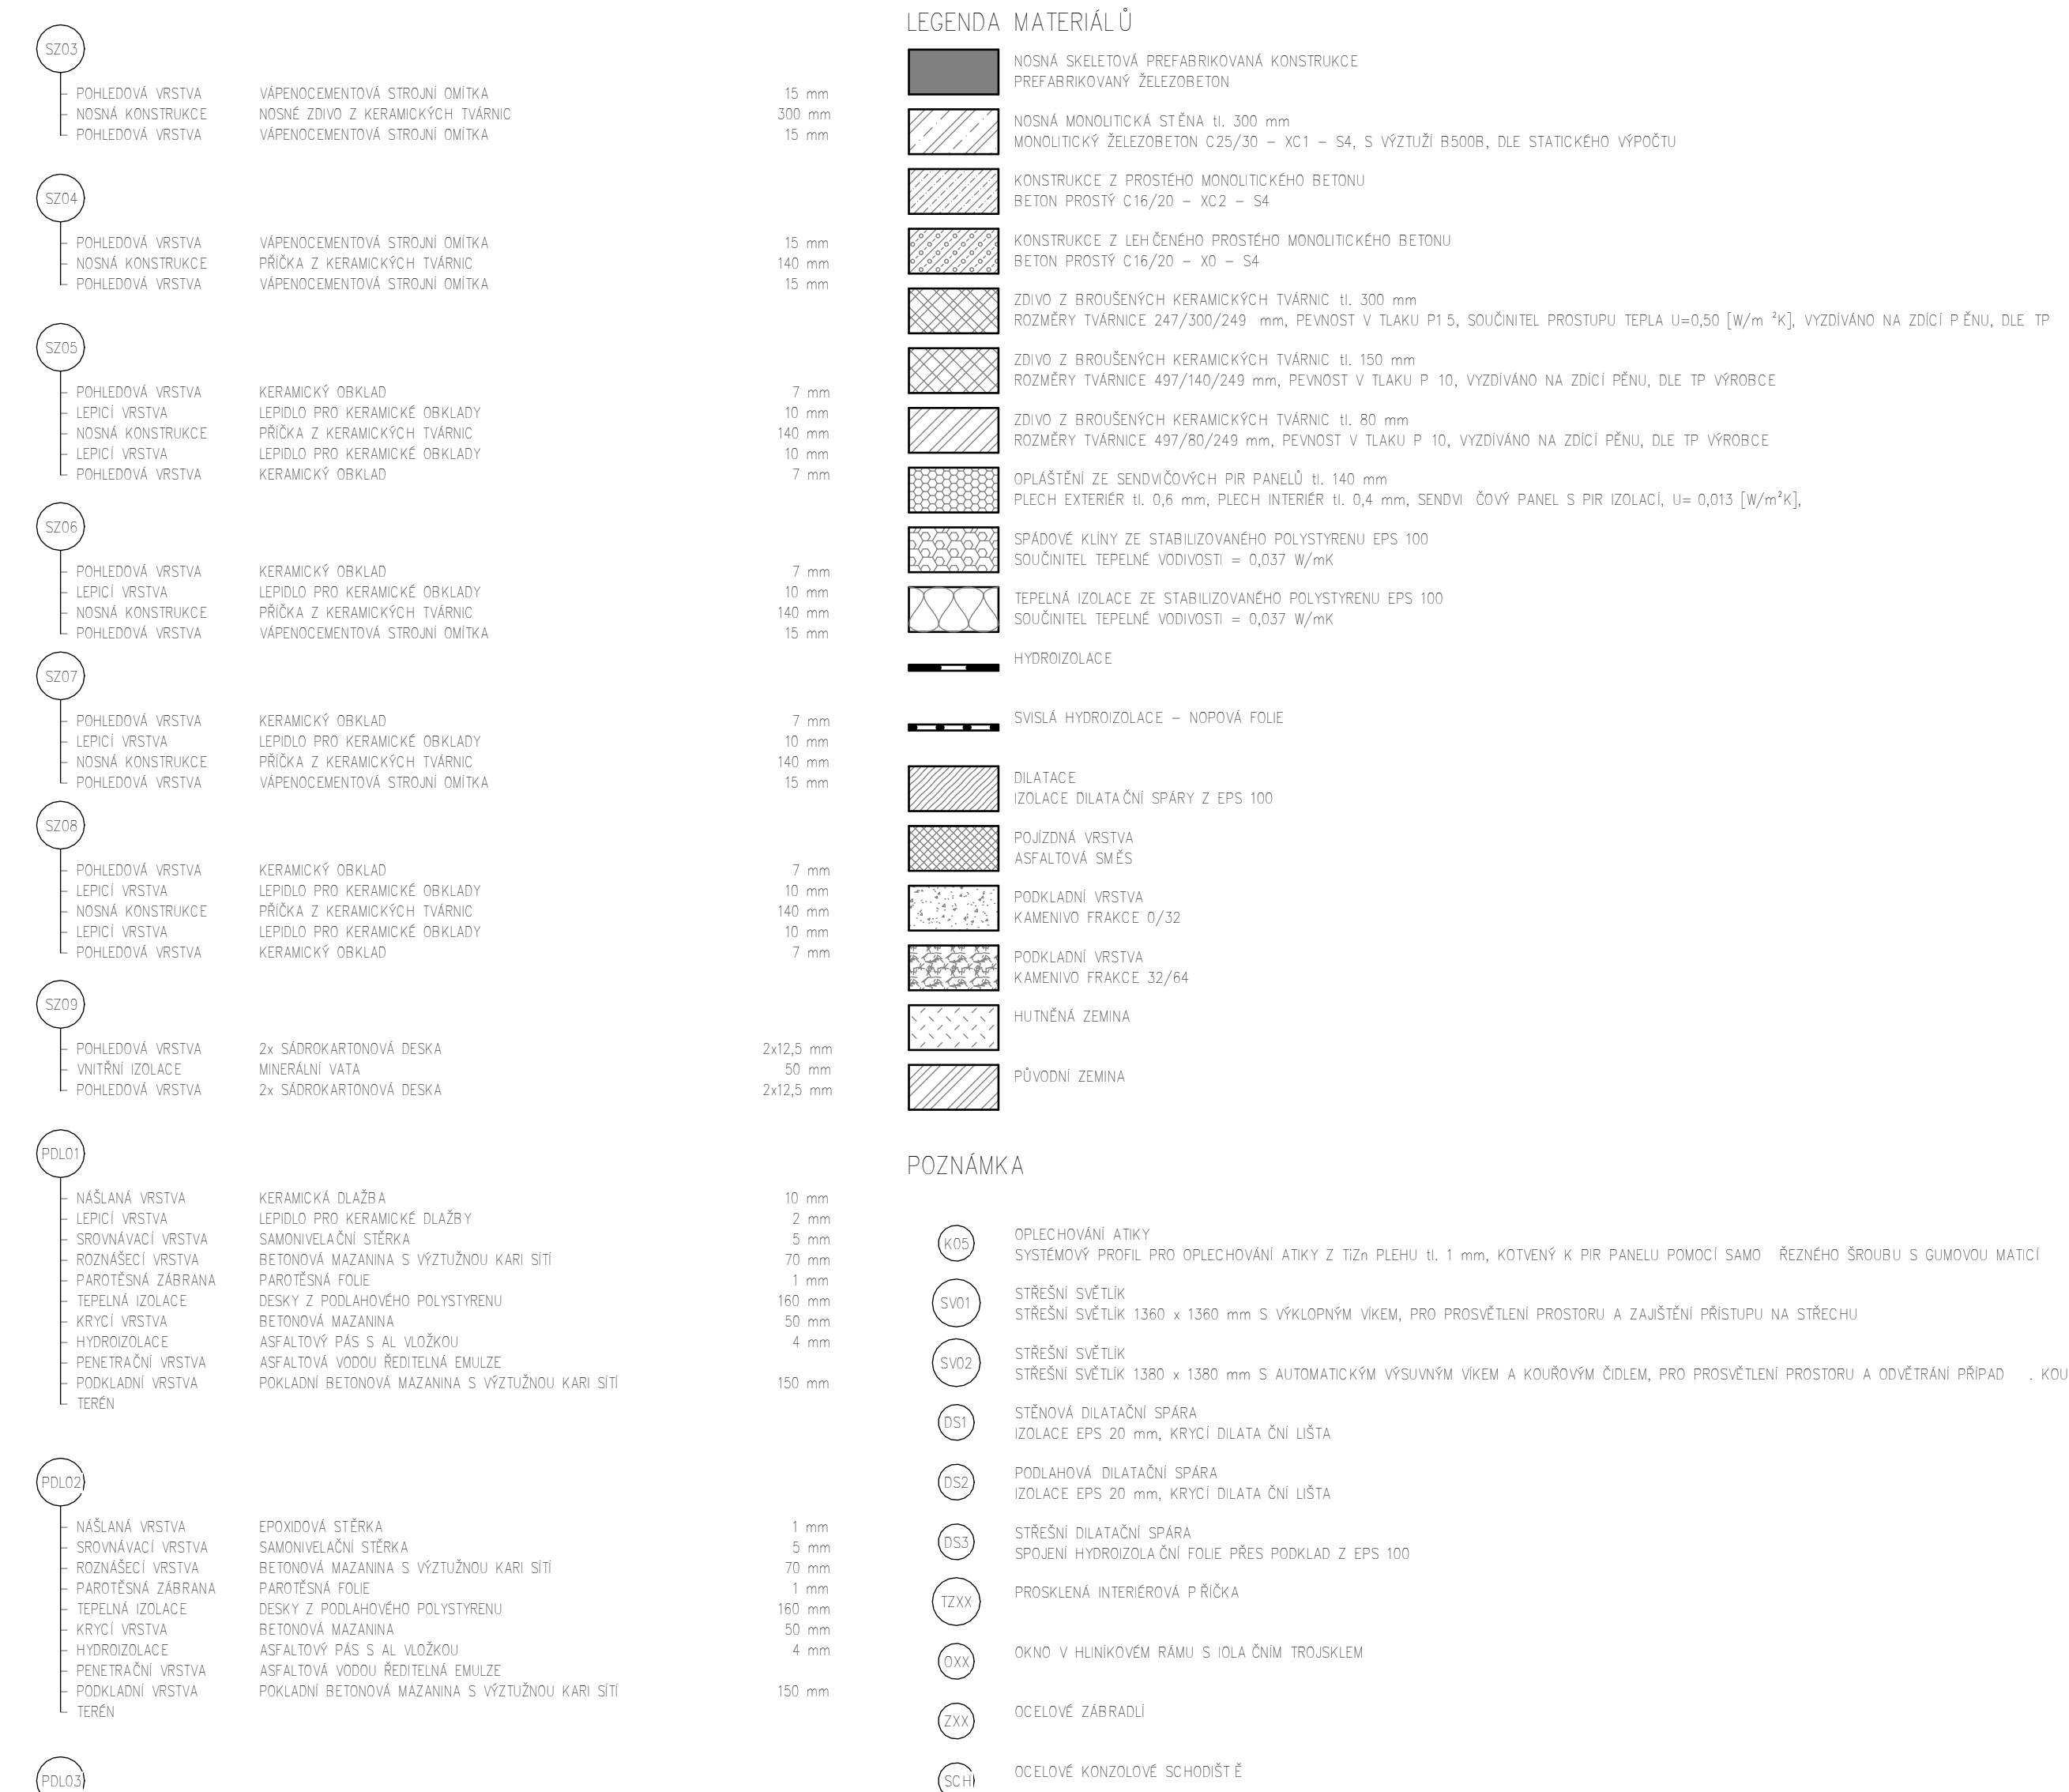 SZ03
POHLEDOVÁ VRSTVA VÁPENOCEMENTOVÁ STROJNÍ OMÍTKA 15 mm
NOSNÁ KONSTRUKCE NOSNÉ ZDIVO Z KERAMICKÝCH TVÁRNIC 300 mm
POHLEDOVÁ VRSTVA VÁPENOCEMENTOVÁ STROJNÍ OMÍTKA 15 mm
SZ04
POHLEDOVÁ VRSTVA VÁPENOCEMENTOVÁ STROJNÍ OMÍTKA 15 mm
NOSNÁ KONSTRUKCE PŘÍČKA Z KERAMICKÝCH TVÁRNIC 140 mm
POHLEDOVÁ VRSTVA VÁPENOCEMENTOVÁ STROJNÍ OMÍTKA 15 mm
SZ05
POHLEDOVÁ VRSTVA KERAMICKÝ OBKLAD 7 mm
LEPICÍ VRSTVA LEPIDLO PRO KERAMICKÉ OBKLADY 10 mm
NOSNÁ KONSTRUKCE PŘÍČKA Z KERAMICKÝCH TVÁRNIC 140 mm
LEPICÍ VRSTVA LEPIDLO PRO KERAMICKÉ OBKLADY 10 mm
POHLEDOVÁ VRSTVA KERAMICKÝ OBKLAD 7 mm
SZ06
POHLEDOVÁ VRSTVA KERAMICKÝ OBKLAD 7 mm
LEPICÍ VRSTVA LEPIDLO PRO KERAMICKÉ OBKLADY 10 mm
NOSNÁ KONSTRUKCE PŘÍČKA Z KERAMICKÝCH TVÁRNIC 140 mm
POHLEDOVÁ VRSTVA VÁPENOCEMENTOVÁ STROJNÍ OMÍTKA 15 mm
SZ07
POHLEDOVÁ VRSTVA KERAMICKÝ OBKLAD 7 mm
LEPICÍ VRSTVA LEPIDLO PRO KERAMICKÉ OBKLADY 10 mm
NOSNÁ KONSTRUKCE PŘÍČKA Z KERAMICKÝCH TVÁRNIC 140 mm
POHLEDOVÁ VRSTVA VÁPENOCEMENTOVÁ STROJNÍ OMÍTKA 15 mm
SZ08
POHLEDOVÁ VRSTVA KERAMICKÝ OBKLAD 7 mm
LEPICÍ VRSTVA LEPIDLO PRO KERAMICKÉ OBKLADY 10 mm
NOSNÁ KONSTRUKCE PŘÍČKA Z KERAMICKÝCH TVÁRNIC 140 mm
LEPICÍ VRSTVA LEPIDLO PRO KERAMICKÉ OBKLADY 10 mm
POHLEDOVÁ VRSTVA KERAMICKÝ OBKLAD 7 mm
SZ09
POHLEDOVÁ VRSTVA 2x SÁDROKARTONOVÁ DESKA 2x12,5 mm
VNITŘNÍ IZOLACE MINERÁLNÍ VATA 50 mm
POHLEDOVÁ VRSTVA 2x SÁDROKARTONOVÁ DESKA 2x12,5 mm
PDL01
NÁŠLANÁ VRSTVA KERAMICKÁ DLAŽBA 10 mm
LEPICÍ VRSTVA LEPIDLO PRO KERAMICKÉ DLAŽBY 2 mm
SROVNÁVACÍ VRSTVA SAMONIVELAČNÍ STĚRKA 5 mm
ROZNÁŠECÍ VRSTVA BETONOVÁ MAZANINA S VÝZTUŽNOU KARI SÍTÍ 70 mm
PAROTĚSNÁ ZÁBRANA PAROTĚSNÁ FOLIE 1 mm
TEPELNÁ IZOLACE DESKY Z PODLAHOVÉHO POLYSTYRENU 160 mm
KRYCÍ VRSTVA BETONOVÁ MAZANINA 50 mm
HYDROIZOLACE ASFALTOVÝ PÁS S AL VLOŽKOU 4 mm
PENETRAČNÍ VRSTVA ASFALTOVÁ VODOU ŘEDITELNÁ EMULZE
PODKLADNÍ VRSTVA POKLADNÍ BETONOVÁ MAZANINA S VÝZTUŽNOU KARI SÍTÍ 150 mm
TERÉN
PDL02
NÁŠLANÁ VRSTVA EPOXIDOVÁ STĚRKA 1 mm
SROVNÁVACÍ VRSTVA SAMONIVELAČNÍ STĚRKA 5 mm
ROZNÁŠECÍ VRSTVA BETONOVÁ MAZANINA S VÝZTUŽNOU KARI SÍTÍ 70 mm
PAROTĚSNÁ ZÁBRANA PAROTĚSNÁ FOLIE 1 mm
TEPELNÁ IZOLACE DESKY Z PODLAHOVÉHO POLYSTYRENU 160 mm
KRYCÍ VRSTVA BETONOVÁ MAZANINA 50 mm
HYDROIZOLACE ASFALTOVÝ PÁS S AL VLOŽKOU 4 mm
PENETRAČNÍ VRSTVA ASFALTOVÁ VODOU ŘEDITELNÁ EMULZE
PODKLADNÍ VRSTVA POKLADNÍ BETONOVÁ MAZANINA S VÝZTUŽNOU KARI SÍTÍ 150 mm
TERÉN
PDL03
LEGENDA MATERIÁLŮ
NOSNÁ SKELETOVÁ PREFABRIKOVANÁ KONSTRUKCE
PREFABRIKOVANÝ ŽELEZOBETON
NOSNÁ MONOLITICKÁ STĚNA tl. 300 mm
MONOLITICKÝ ŽELEZOBETON C25/30 – XC1 – S4, S VÝZTUŽÍ B500B, DLE STATICKÉHO VÝPOČTU
KONSTRUKCE Z PROSTÉHO MONOLITICKÉHO BETONU
BETON PROSTÝ C16/20 – XC2 – S4
KONSTRUKCE Z LEHČENÉHO PROSTÉHO MONOLITICKÉHO BETONU
BETON PROSTÝ C16/20 – X0 – S4
ZDIVO Z BROUŠENÝCH KERAMICKÝCH TVÁRNIC tl. 300 mm
ROZMĚRY TVÁRNICE 247/300/249 mm, PEVNOST V TLAKU P15, SOUČINITEL PROSTUPU TEPLA U=0,50 [W/m²K], VYZDÍVÁNO NA ZDÍCÍ PĚNU, DLE TP
ZDIVO Z BROUŠENÝCH KERAMICKÝCH TVÁRNIC tl. 150 mm
ROZMĚRY TVÁRNICE 497/140/249 mm, PEVNOST V TLAKU P 10, VYZDÍVÁNO NA ZDÍCÍ PĚNU, DLE TP VÝROBCE
ZDIVO Z BROUŠENÝCH KERAMICKÝCH TVÁRNIC tl. 80 mm
ROZMĚRY TVÁRNICE 497/80/249 mm, PEVNOST V TLAKU P 10, VYZDÍVÁNO NA ZDÍCÍ PĚNU, DLE TP VÝROBCE
OPLÁŠTĚNÍ ZE SENDVIČOVÝCH PIR PANELŮ tl. 140 mm
PLECH EXTERIÉR tl. 0,6 mm, PLECH INTERIÉR tl. 0,4 mm, SENDVIČOVÝ PANEL S PIR IZOLACÍ, U= 0,013 [W/m²K],
SPÁDOVÉ KLÍNY ZE STABILIZOVANÉHO POLYSTYRENU EPS 100
SOUČINITEL TEPELNÉ VODIVOSTI = 0,037 W/mK
TEPELNÁ IZOLACE ZE STABILIZOVANÉHO POLYSTYRENU EPS 100
SOUČINITEL TEPELNÉ VODIVOSTI = 0,037 W/mK
HYDROIZOLACE
SVISLÁ HYDROIZOLACE – NOPOVÁ FOLIE
DILATACE
IZOLACE DILATAČNÍ SPÁRY Z EPS 100
POJÍZDNÁ VRSTVA
ASFALTOVÁ SMĚS
PODKLADNÍ VRSTVA
KAMENIVO FRAKCE 0/32
PODKLADNÍ VRSTVA
KAMENIVO FRAKCE 32/64
HUTNĚNÁ ZEMINA
PŮVODNÍ ZEMINA
POZNÁMKA
K05 OPLECHOVÁNÍ ATIKY
SYSTÉMOVÝ PROFIL PRO OPLECHOVÁNÍ ATIKY Z TiZn PLEHU tl. 1 mm, KOTVENÝ K PIR PANELU POMOCÍ SAMOŘEZNÉHO ŠROUBU S GUMOVOU MATICÍ
SV01 STŘEŠNÍ SVĚTLÍK
STŘEŠNÍ SVĚTLÍK 1360 x 1360 mm S VÝKLOPNÝM VÍKEM, PRO PROSVĚTLENÍ PROSTORU A ZAJIŠTĚNÍ PŘÍSTUPU NA STŘECHU
SV02 STŘEŠNÍ SVĚTLÍK
STŘEŠNÍ SVĚTLÍK 1380 x 1380 mm S AUTOMATICKÝM VÝSUVNÝM VÍKEM A KOUŘOVÝM ČIDLEM, PRO PROSVĚTLENÍ PROSTORU A ODVĚTRÁNÍ PŘÍPAD. KOU
DS1 STĚNOVÁ DILATAČNÍ SPÁRA
IZOLACE EPS 20 mm, KRYCÍ DILATAČNÍ LIŠTA
DS2 PODLAHOVÁ DILATAČNÍ SPÁRA
IZOLACE EPS 20 mm, KRYCÍ DILATAČNÍ LIŠTA
DS3 STŘEŠNÍ DILATAČNÍ SPÁRA
SPOJENÍ HYDROIZOLAČNÍ FOLIE PŘES PODKLAD Z EPS 100
TZXX PROSKLENÁ INTERIÉROVÁ PŘÍČKA
OXX OKNO V HLINÍKOVÉM RÁMU S IOLAČNÍM TROJSKLEM
ZXX OCELOVÉ ZÁBRADLÍ
SCH OCELOVÉ KONZOLOVÉ SCHODIŠTĚ